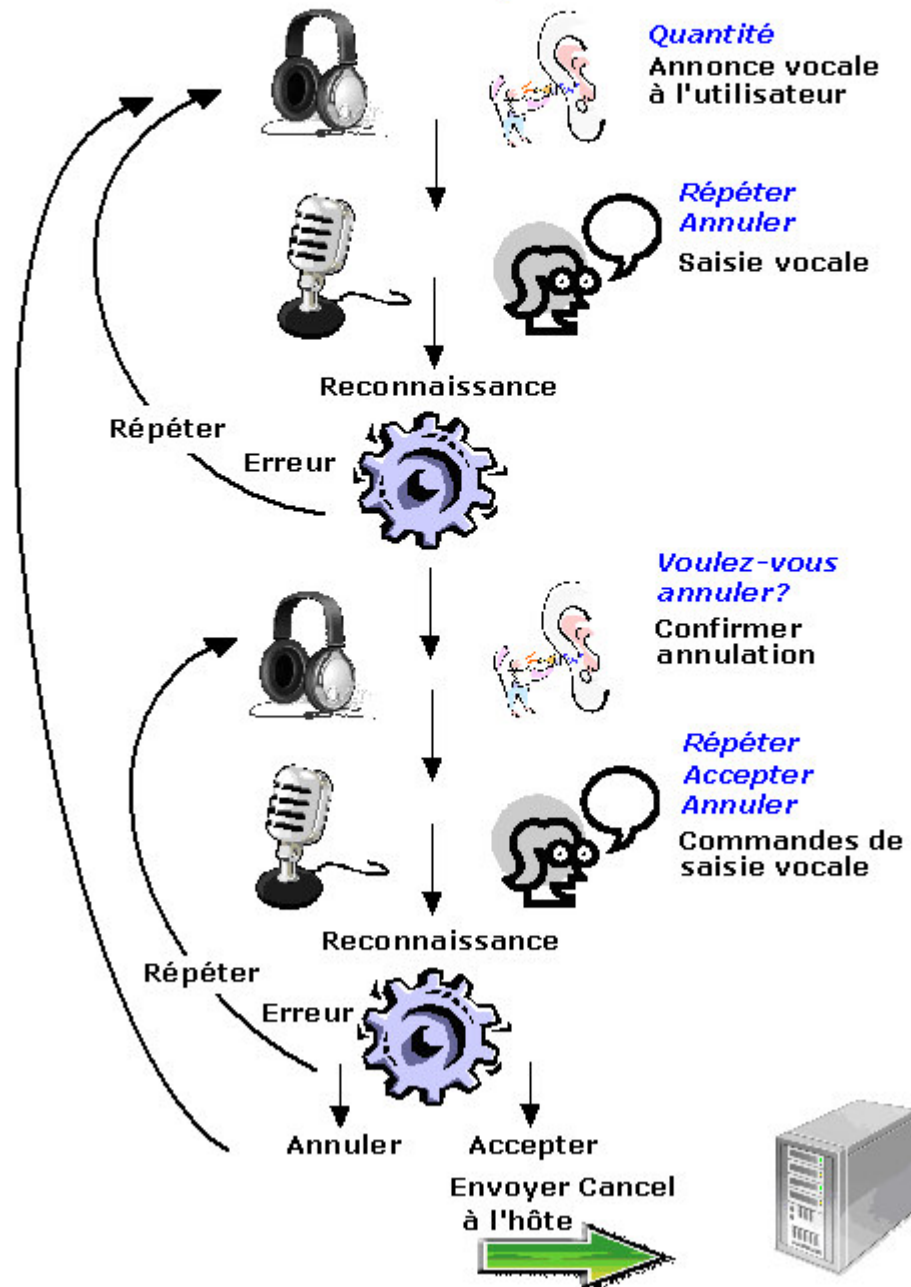 Quantité
Annonce vocale
à l'utilisateur
Répéter
Annuler
Saisie vocale
Reconnaissance
Répéter
Erreur
Voulez-vous
annuler?
Confirmer
annulation
Répéter
Accepter
Annuler
Commandes de
saisie vocale
Reconnaissance
Répéter
Erreur
Annuler
Accepter
Envoyer Cancel
à l'hôte